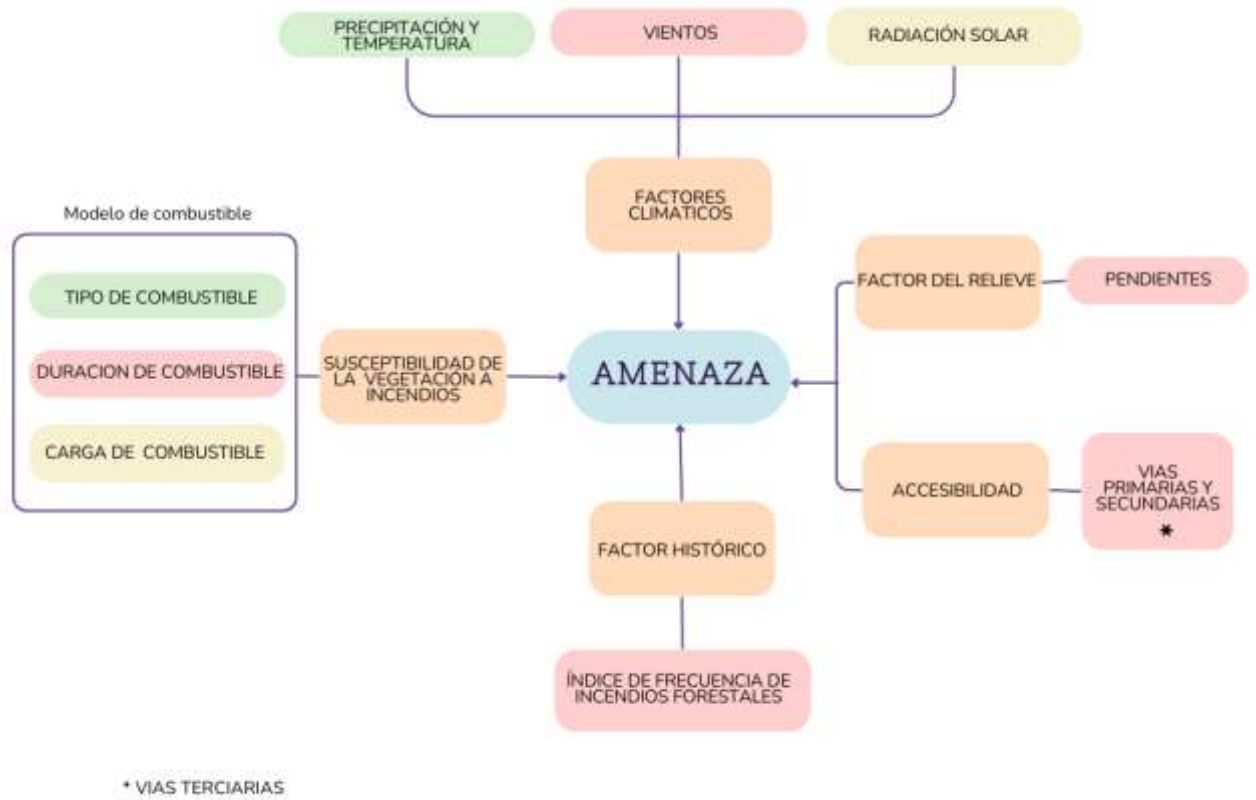 PRECIPITACIÓN Y
TEMPERATURA
VIENTOS
RADIACIÓN SOLAR
FACTORES
CLIMATICOS
Modelo de combustible
TIPO DE COMBUSTIBLE
DURACION DE COMBUSTIBLE
CARGA DE COMBUSTIBLE
SUSCEPTIBILIDAD DE
LA VEGETACIÓN A
INCENDIOS
AMENAZA
FACTOR DEL RELIEVE
PENDIENTES
ACCESIBILIDAD
VIAS
PRIMARIAS Y
SECUNDARIAS
*
FACTOR HISTÓRICO
ÍNDICE DE FRECUENCIA DE
INCENDIOS FORESTALES
* VIAS TERCIARIAS